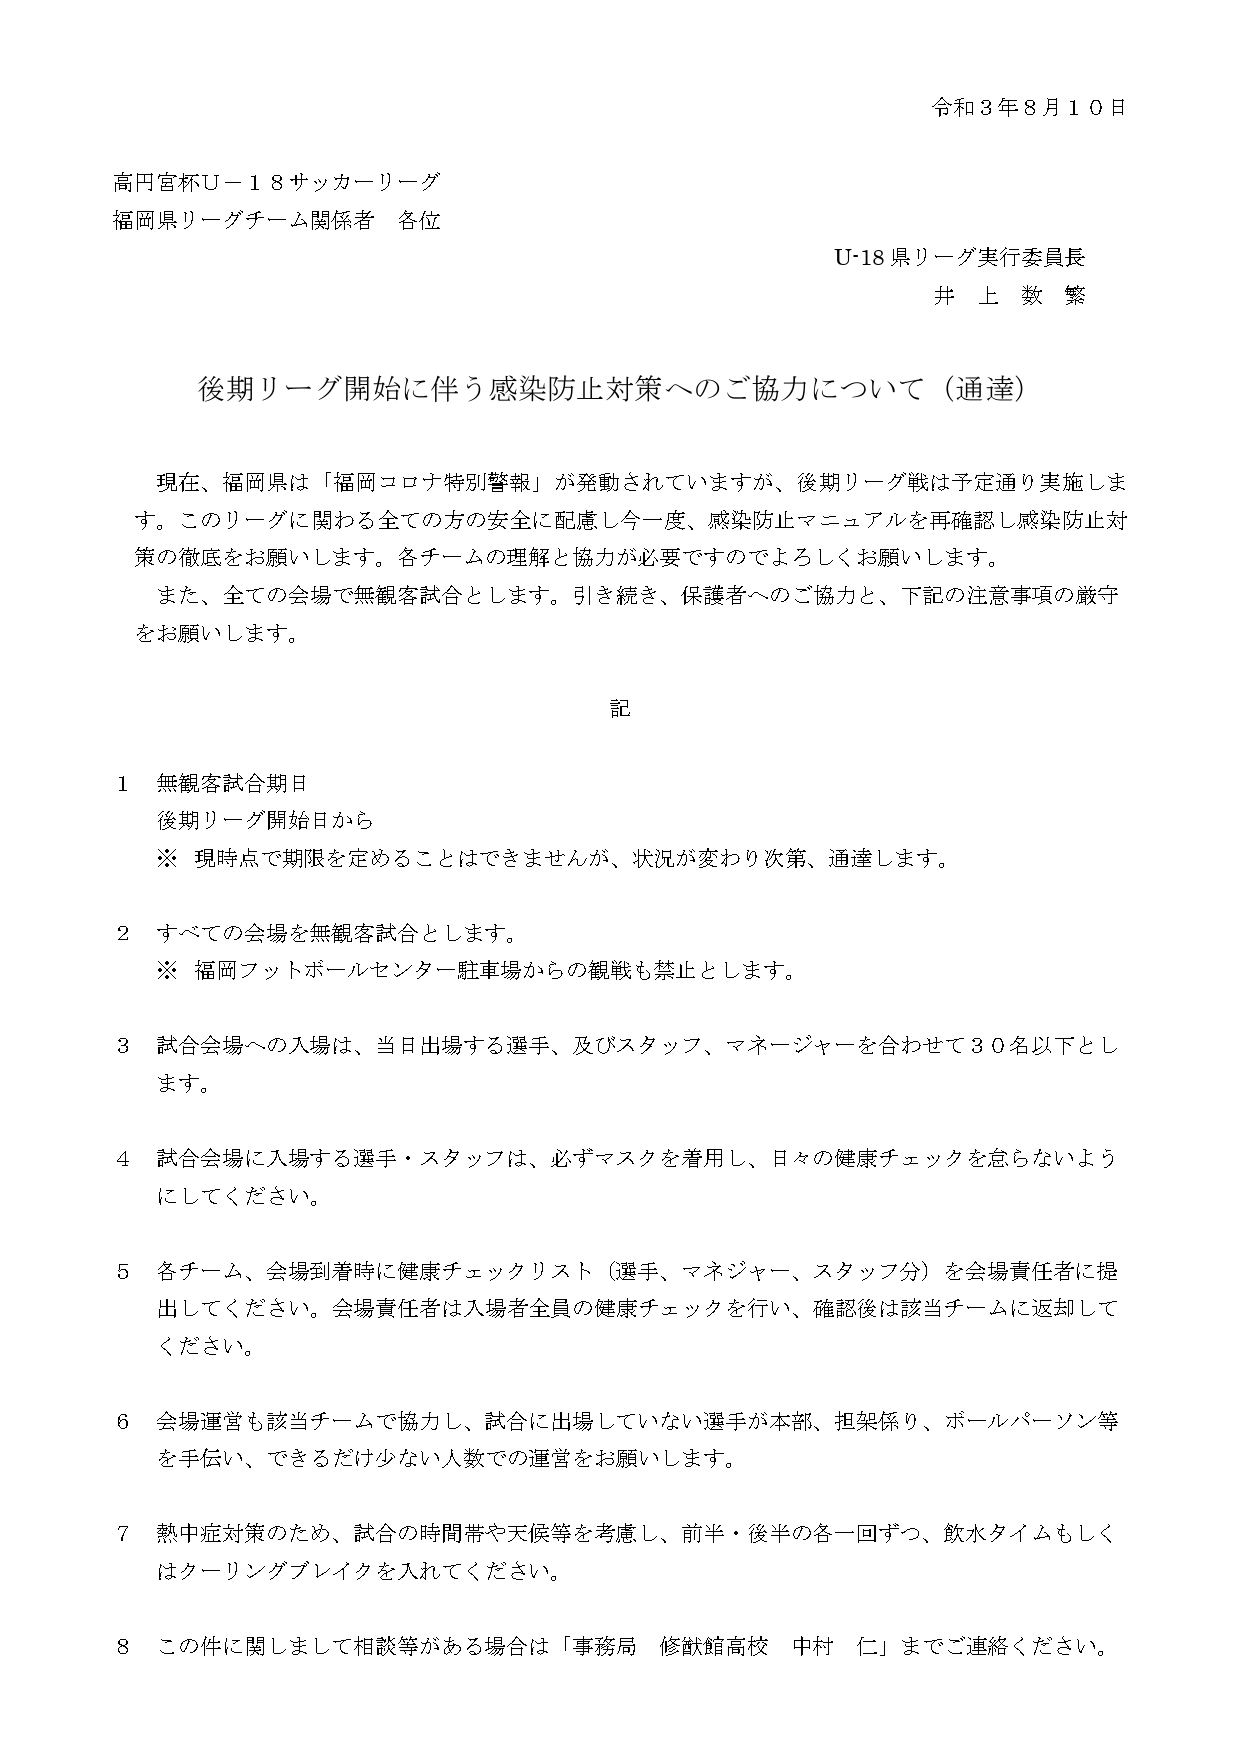 令和３年８月１０日
高円宮杯Ｕ－１８サッカーリーグ
福岡県リーグチーム関係者　各位
U-18 県リーグ実行委員長
井　上　数　繁
後期リーグ開始に伴う感染防止対策へのご協力について（通達）
現在、福岡県は「福岡コロナ特別警報」が発動されていますが、後期リーグ戦は予定通り実施しま
す。このリーグに関わる全ての方の安全に配慮し今一度、感染防止マニュアルを再確認し感染防止対
策の徹底をお願いします。各チームの理解と協力が必要ですのでよろしくお願いします。
また、全ての会場で無観客試合とします。引き続き、保護者へのご協力と、下記の注意事項の厳守
をお願いします。
記
１　無観客試合期日
後期リーグ開始日から
※ 現時点で期限を定めることはできませんが、状況が変わり次第、通達します。
２　すべての会場を無観客試合とします。
※ 福岡フットボールセンター駐車場からの観戦も禁止とします。
３　試合会場への入場は、当日出場する選手、及びスタッフ、マネージャーを合わせて３０名以下とし
ます。
４　試合会場に入場する選手・スタッフは、必ずマスクを着用し、日々の健康チェックを怠らないよう
にしてください。
５　各チーム、会場到着時に健康チェックリスト（選手、マネジャー、スタッフ分）を会場責任者に提
出してください。会場責任者は入場者全員の健康チェックを行い、確認後は該当チームに返却して
ください。
６　会場運営も該当チームで協力し、試合に出場していない選手が本部、担架係り、ボールパーソン等
を手伝い、できるだけ少ない人数での運営をお願いします。
７　熱中症対策のため、試合の時間帯や天候等を考慮し、前半・後半の各一回ずつ、飲水タイムもしく
はクーリングブレイクを入れてください。
８　この件に関しまして相談等がある場合は「事務局　修猷館高校　中村　仁」までご連絡ください。